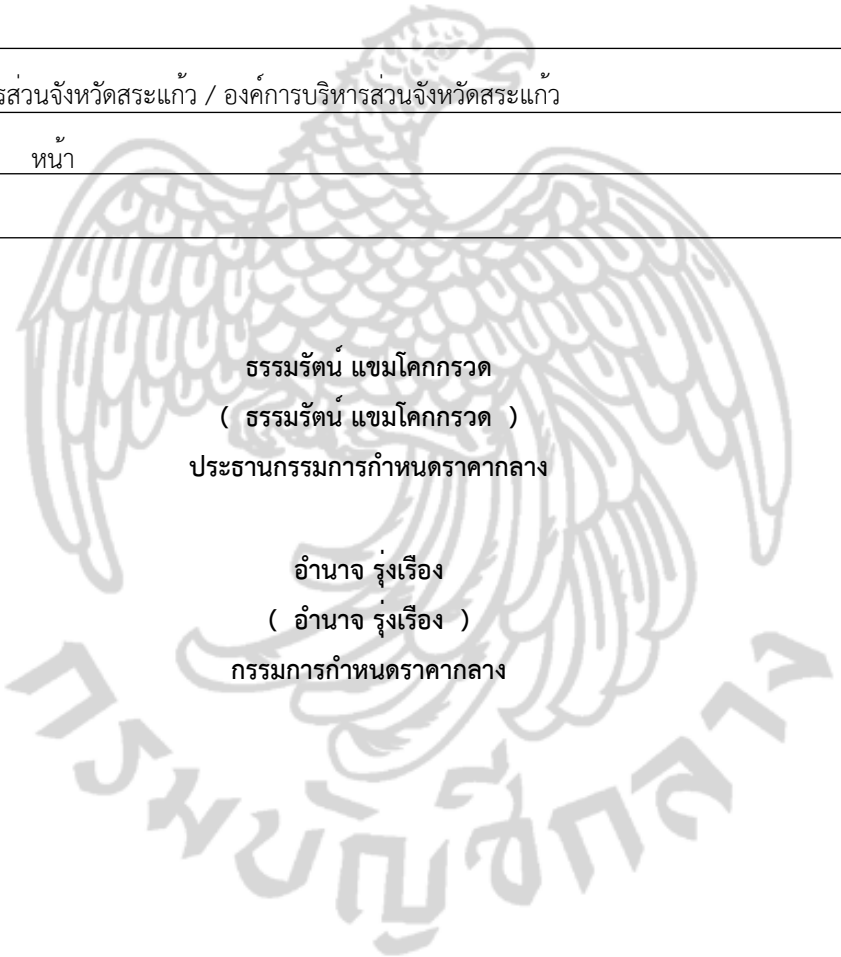 รส่วนจังหวัดสระแก้ว / องค์การบริหารส่วนจังหวัดสระแก้ว
หน้า
ธรรมรัตน์ แขมโคกกรวด
( ธรรมรัตน์ แขมโคกกรวด )
ประธานกรรมการกำหนดราคากลาง
อำนาจ รุ่งเรือง
( อำนาจ รุ่งเรือง )
กรรมการกำหนดราคากลาง
กรมบัญชีกลาง